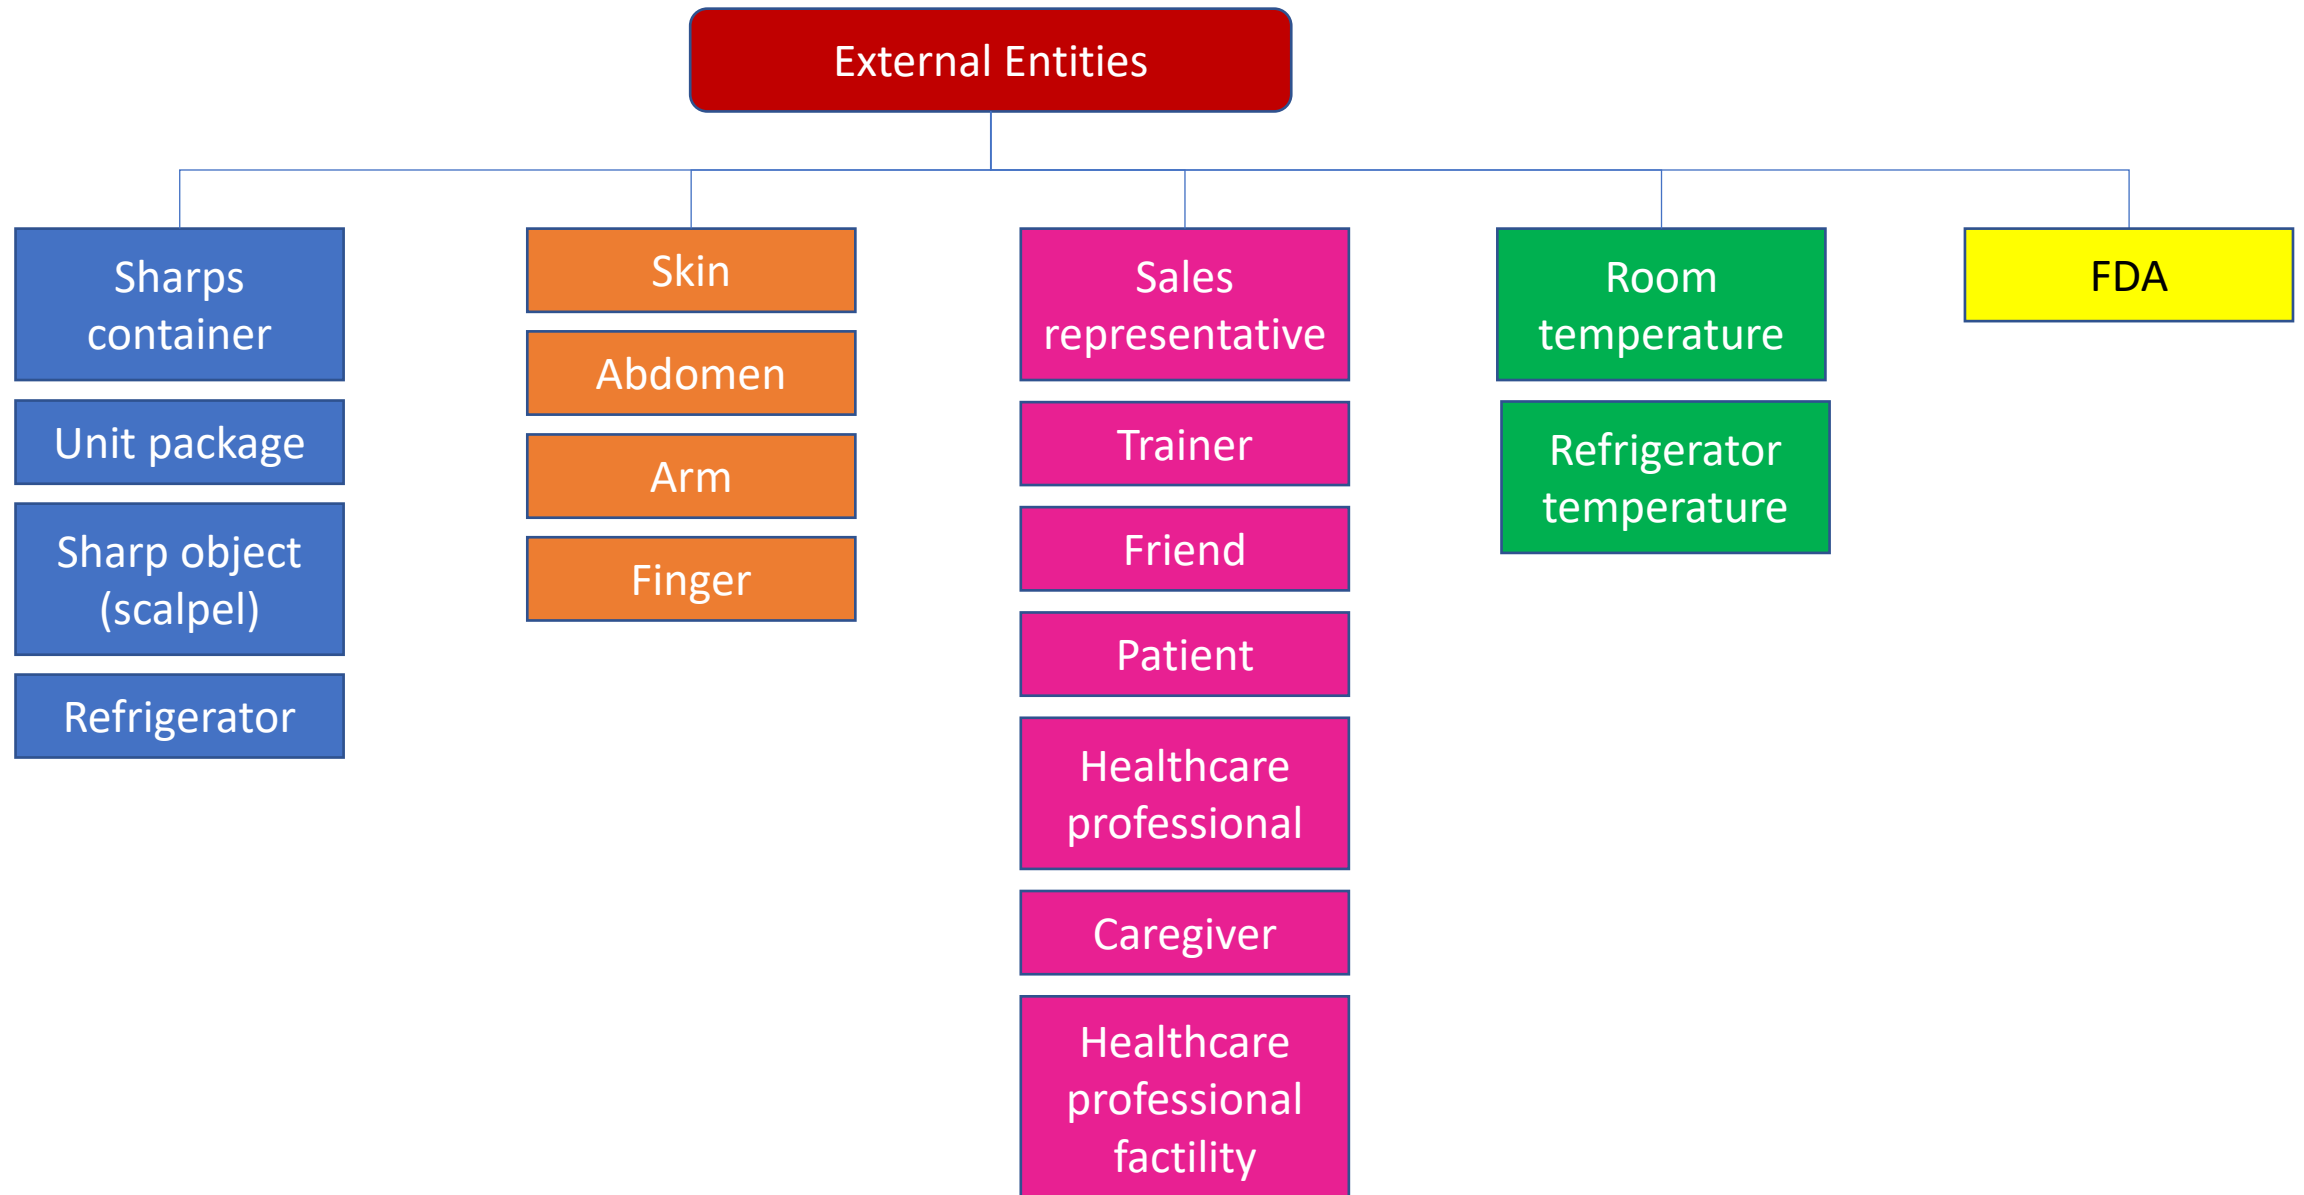 External Entities
Sharps
container
Unit package
Sharp object
(scalpel)
Refrigerator
Skin
Abdomen
Arm
Finger
Sales
representative
Trainer
Friend
Patient
Healthcare
professional
Caregiver
Healthcare
professional
factility
Room
temperature
Refrigerator
temperature
FDA